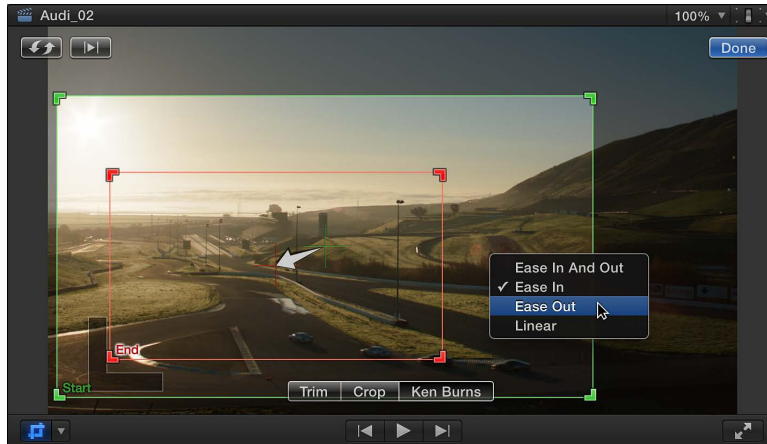 Audi_02
100%
Done
Ease In And Out
✓ Ease In
Ease Out
Linear
End
Start
Trim
Crop
Ken Burns